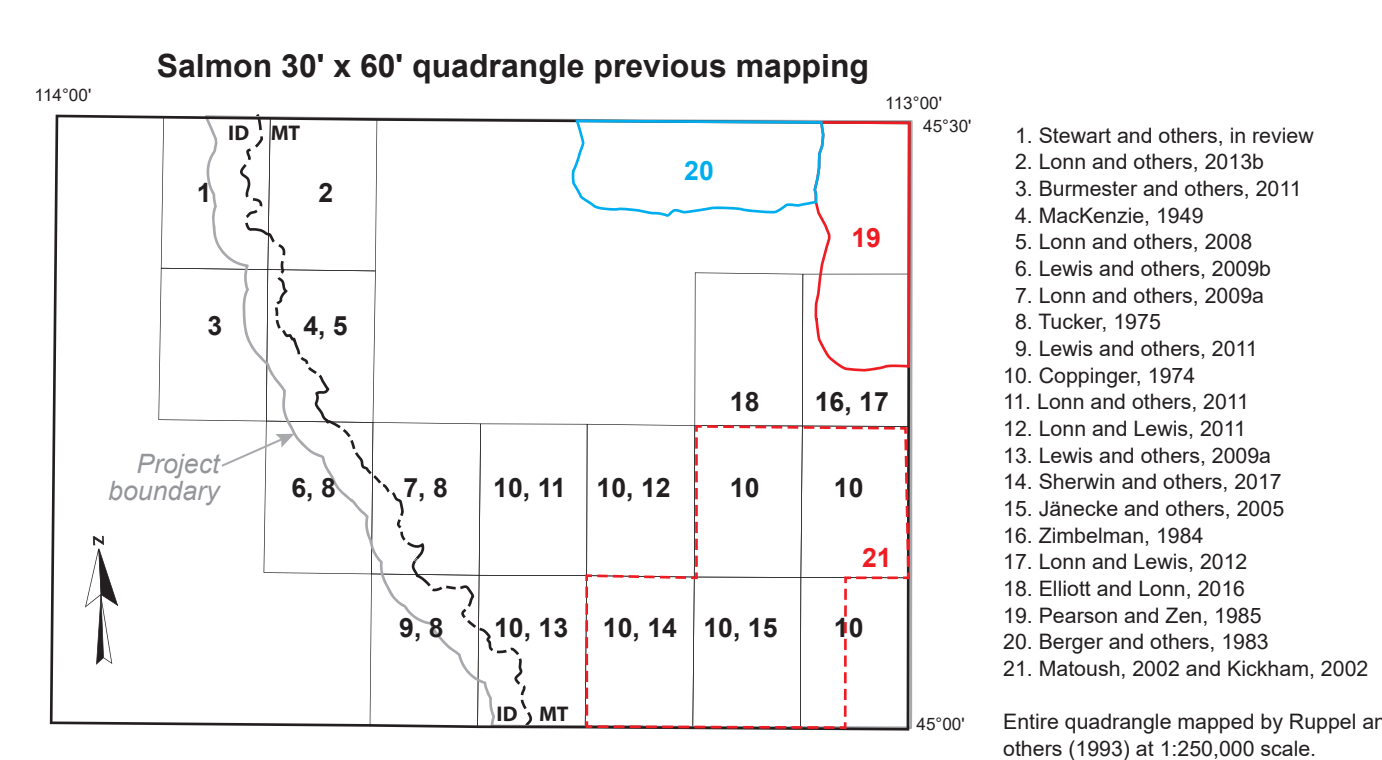 Salmon 30' x 60' quadrangle previous mapping
114°00'
113°00'
45°30'
ID MT
1
2
20
19
3
4, 5
18
16, 17
Project
boundary
6, 8
7, 8
10, 11
10, 12
10
10
21
N
9, 8
10, 13
10, 14
10, 15
10
ID MT
45°00'
1. Stewart and others, in review
2. Lonn and others, 2013b
3. Burmester and others, 2011
4. MacKenzie, 1949
5. Lonn and others, 2008
6. Lewis and others, 2009b
7. Lonn and others, 2009a
8. Tucker, 1975
9. Lewis and others, 2011
10. Coppinger, 1974
11. Lonn and others, 2011
12. Lonn and Lewis, 2011
13. Lewis and others, 2009a
14. Sherwin and others, 2017
15. Jänecke and others, 2005
16. Zimbelman, 1984
17. Lonn and Lewis, 2012
18. Elliott and Lonn, 2016
19. Pearson and Zen, 1985
20. Berger and others, 1983
21. Matoush, 2002 and Kickham, 2002
Entire quadrangle mapped by Ruppel
others (1993) at 1:250,000 scale.